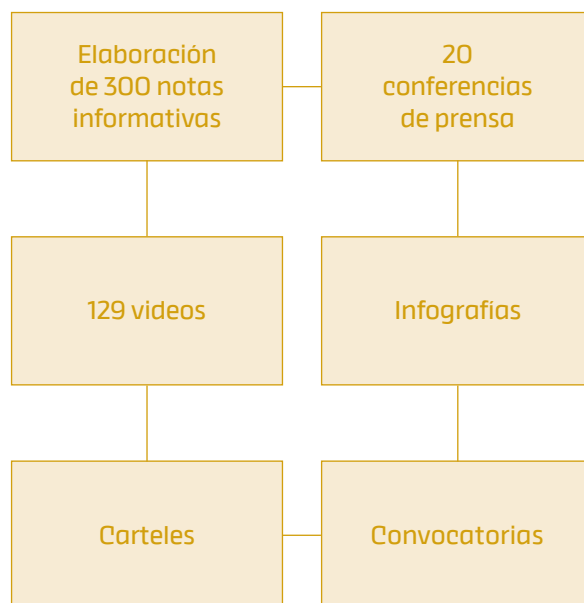 Elaboración
de 300 notas
informativas
20
conferencias
de prensa
129 videos
Infografías
Carteles
Convocatorias